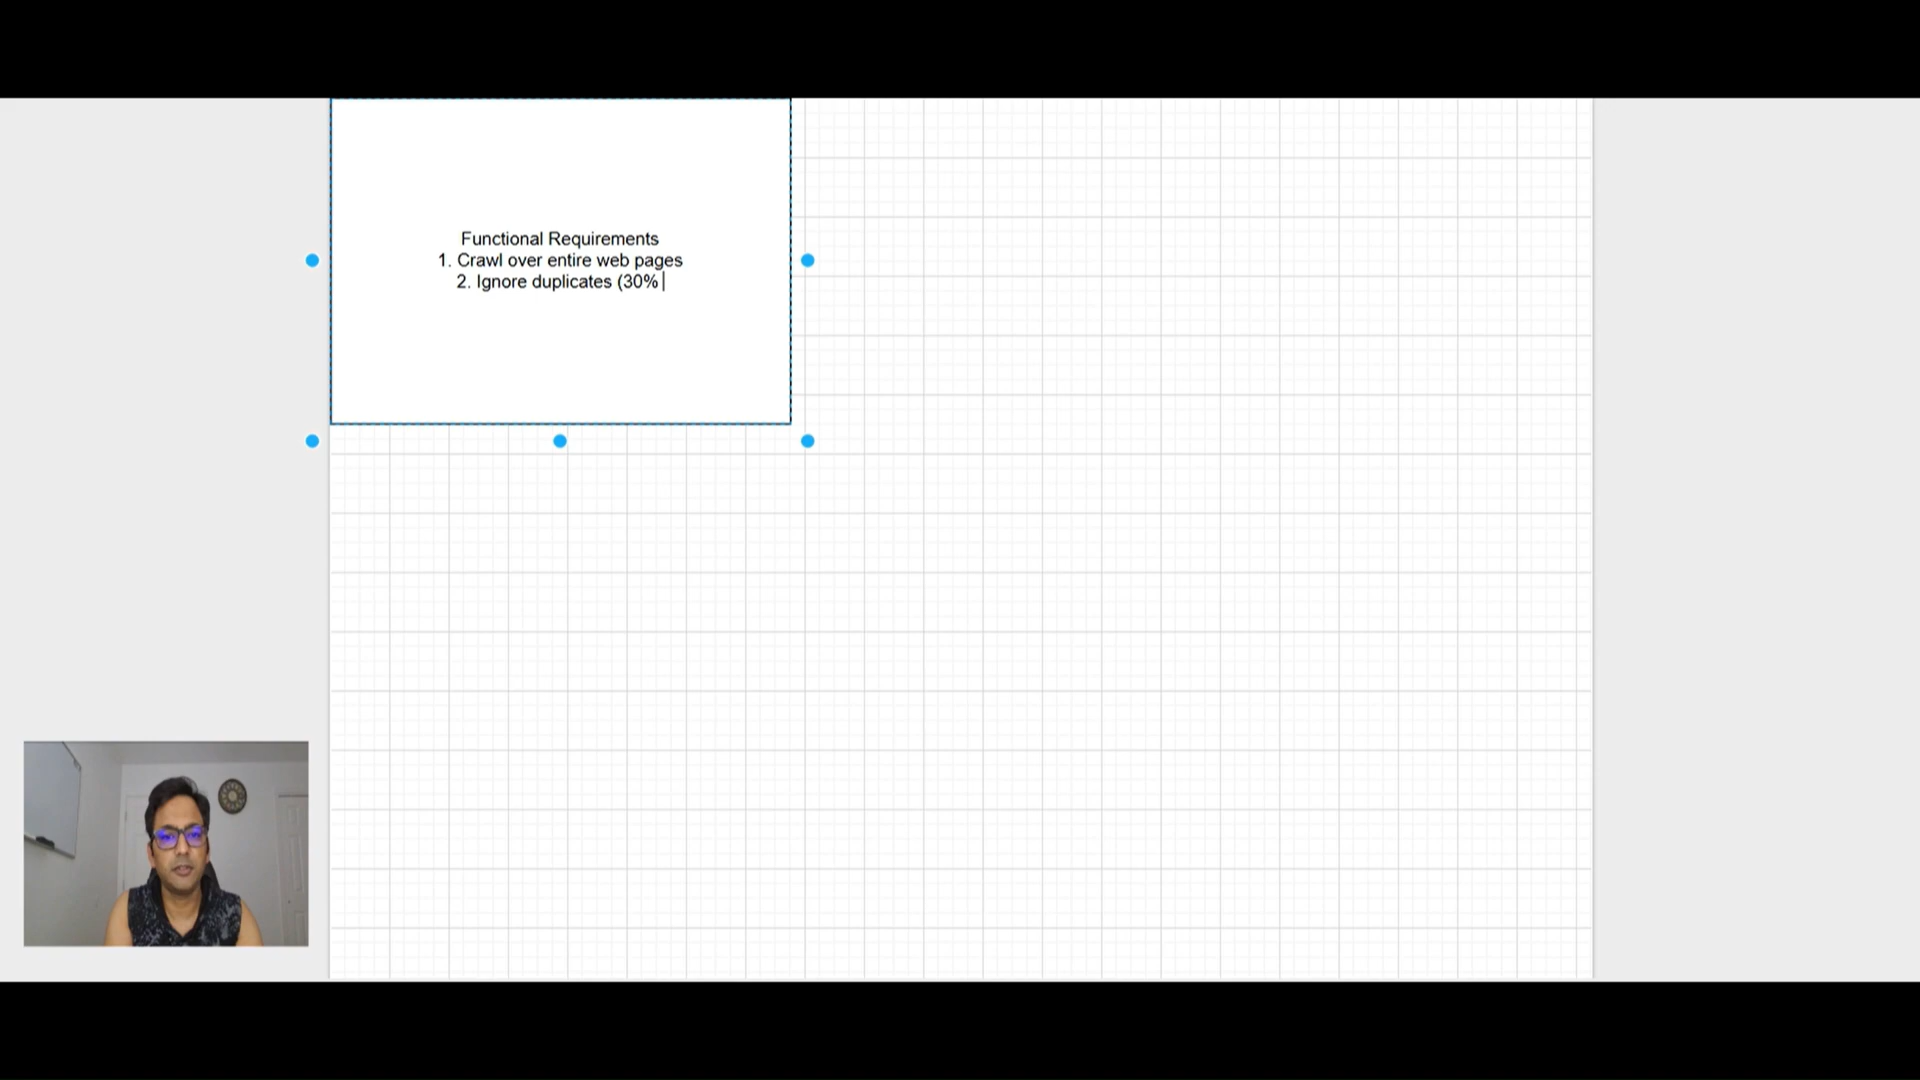 Functional Requirements
1. Crawl over entire web pages
2. Ignore duplicates (30%